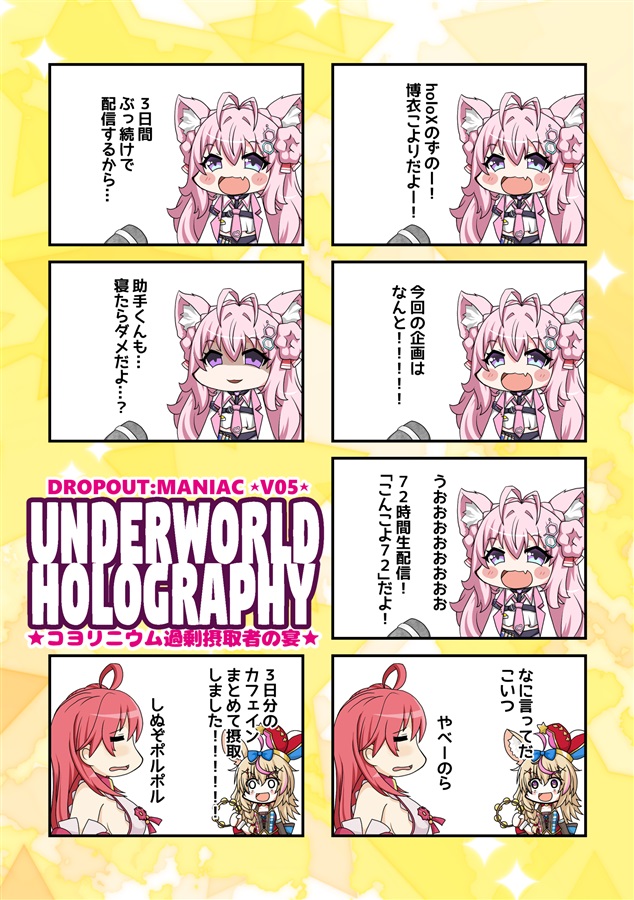 holoXのずのー！
博衣こよりだよー！
今回の企画は
なんと！！！！！
うおおおおおおおお
７２時間生配信！
「こんこよ７２」だよ！
なに言ってだ
こいつ
やべーのら
３日間
ぶっ続けで
配信するから…
助手くんも…
寝たらダメだよ…？
DROPOUT:MANIAC ★V05★
UNDERWORLD
HOLOGRAPHY
★コヨリニウム過剰摂取者の宴★
３日分の
カフェイン
まとめて摂取
しました！！！！！！
しぬぞポルポル